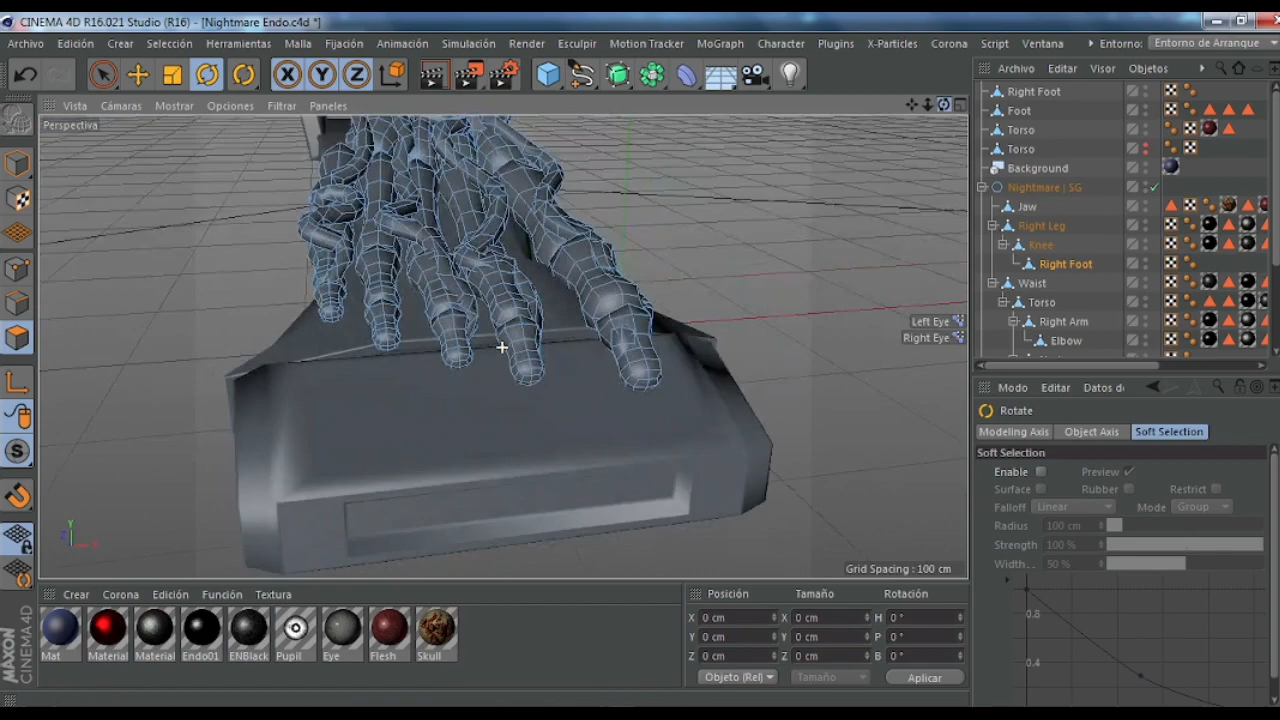 CINEMA 4D R16.021 Studio (R16) - [Nightmare Endo.c4d *]
Archivo Edición Crear Selección Herramientas Malla Fijación Animación Simulación Render Esculpir Motion Tracker MoGraph Character Plugins X-Particles Corona Script Ventana Entorno: Entorno de Arranque
X Y Z
Archivo Editar Visor Objetos
Vista Cámaras Mostrar Opciones Filtrar Paneles
Perspectiva
Right Foot
Foot
Torso
Torso
Background
Nightmare | SG
Jaw
Right Leg
Knee
Right Foot
Waist
Torso
Right Arm
Elbow
Left Eye
Right Eye
Modo Editar Datos d
Rotate
Modeling Axis Object Axis Soft Selection
Soft Selection
Enable Preview
Surface Rubber Restrict
Falloff Linear Mode Group
Radius 100 cm
Strength 100 %
Width.. 50 %
0.8
0.4
S
Y
Z X
Grid Spacing : 100 cm
Crear Corona Edición Función Textura
Mat Material Material Endo01 ENBlack Pupil Eye Flesh Skull
Posición Tamaño Rotación
X 0 cm X 0 cm H 0 °
Y 0 cm Y 0 cm P 0 °
Z 0 cm Z 0 cm B 0 °
Objeto (Rel) Tamaño Aplicar
MAXON
CINEMA 4D